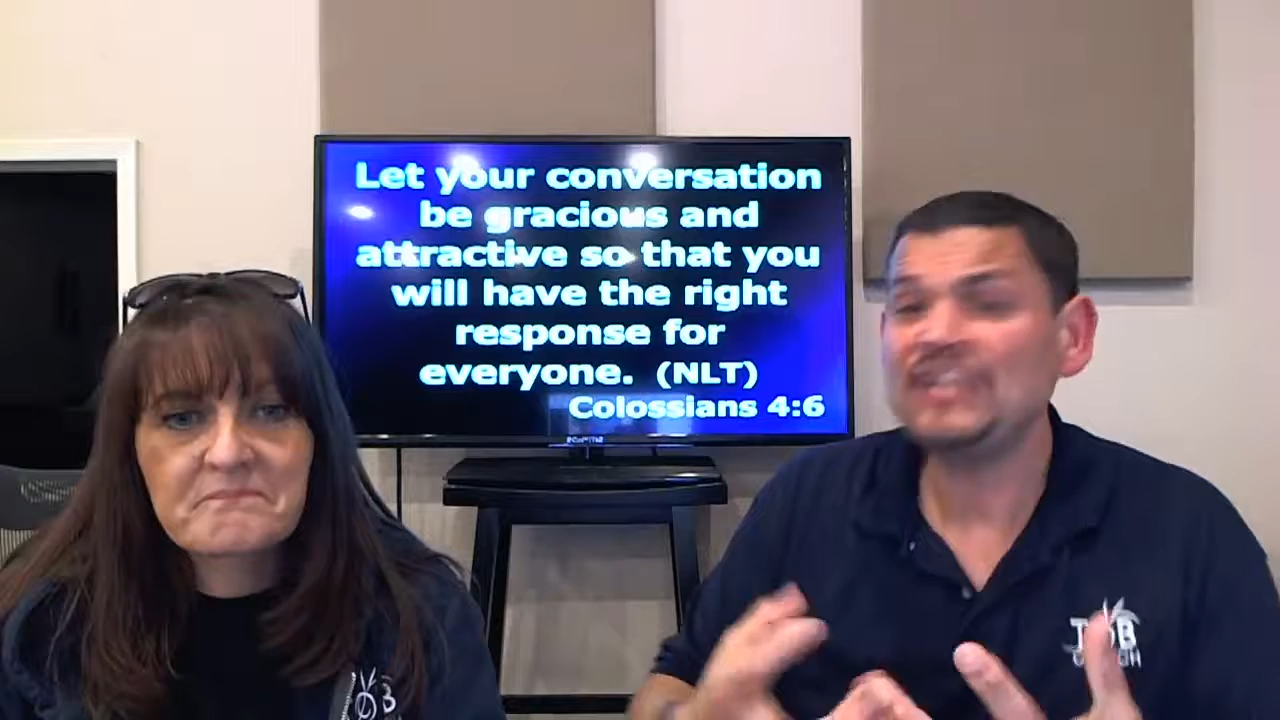 Let your conversation
be gracious and
attractive so that you
will have the right
response for
everyone. (NLT)
Colossians 4:6